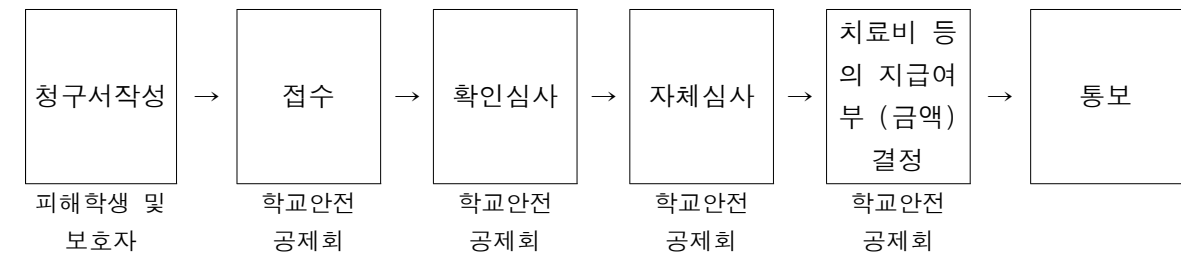 청구서작성 → 접수 → 확인심사 → 자체심사 → 치료비 등의 지급여부 (금액) 결정 → 통보
피해학생 및 보호자
학교안전 공제회
학교안전 공제회
학교안전 공제회
학교안전 공제회